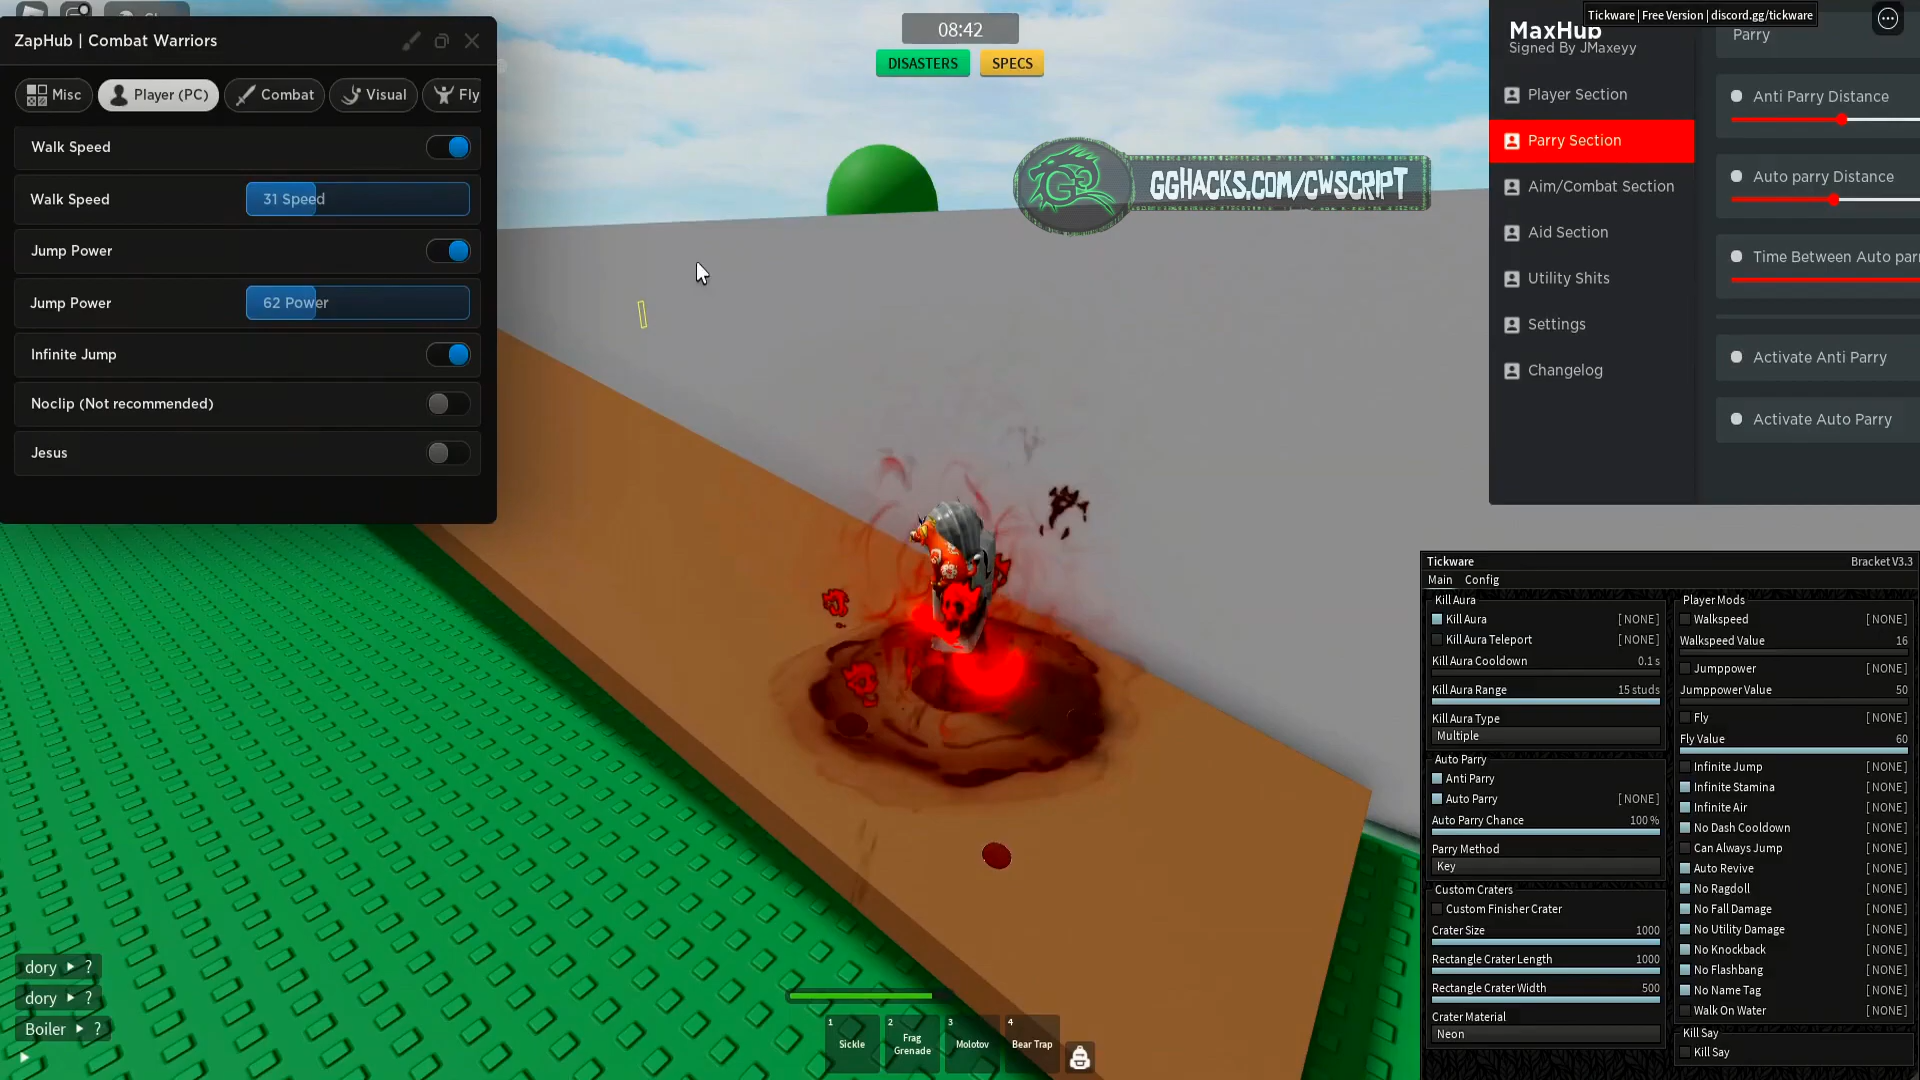 ZapHub | Combat Warriors
Misc
Player (PC)
Combat
Visual
Fly
Walk Speed
Walk Speed
31 Speed
Jump Power
Jump Power
62 Power
Infinite Jump
Noclip (Not recommended)
Jesus
08:42
DISASTERS
SPECS
GGHACKS.COM/CWSCRIPT
Tickware | Free Version | discord.gg/tickware
MaxHub
Signed By JMaxeyy
Player Section
Parry Section
Aim/Combat Section
Aid Section
Utility Shits
Settings
Changelog
Parry
Anti Parry Distance
Auto parry Distance
Time Between Auto parr
Activate Anti Parry
Activate Auto Parry
Tickware
Bracket V3.3
Main Config
Kill Aura
Kill Aura [ NONE]
Kill Aura Teleport [ NONE]
Kill Aura Cooldown 0.1 s
Kill Aura Range 15 studs
Kill Aura Type
Multiple
Auto Parry
Anti Parry
Auto Parry [ NONE]
Auto Parry Chance 100 %
Parry Method
Key
Custom Craters
Custom Finisher Crater
Crater Size 1000
Rectangle Crater Length 1000
Rectangle Crater Width 500
Crater Material
Neon
Player Mods
Walkspeed [ NONE]
Walkspeed Value 16
Jumppower [ NONE]
Jumppower Value 50
Fly [ NONE]
Fly Value 60
Infinite Jump [ NONE]
Infinite Stamina [ NONE]
Infinite Air [ NONE]
No Dash Cooldown [ NONE]
Can Always Jump [ NONE]
Auto Revive [ NONE]
No Ragdoll [ NONE]
No Fall Damage [ NONE]
No Utility Damage [ NONE]
No Knockback [ NONE]
No Flashbang [ NONE]
No Name Tag [ NONE]
Walk On Water [ NONE]
Kill Say
Kill Say
dory ▸ ?
dory ▸ ?
Boiler ▸ ?
1 Sickle
2 Frag Grenade
3 Molotov
4 Bear Trap